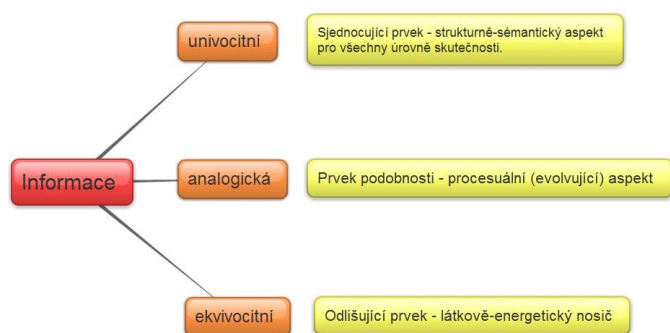 univocitní
Sjednocující prvek - strukturně-sémantický aspekt
pro všechny úrovně skutečnosti.
Informace
analogická
Prvek podobnosti - procesuální (evolvující) aspekt
ekvivocitní
Odlišující prvek - látkově-energetický nosič